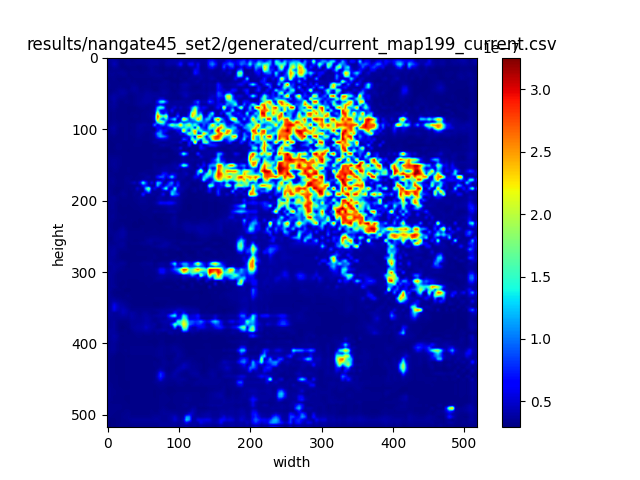 results/nangate45_set2/generated/current_map199_current.csv
1e−7
0
100
200
300
400
500
height
0 100 200 300 400 500
width
3.0
2.5
2.0
1.5
1.0
0.5